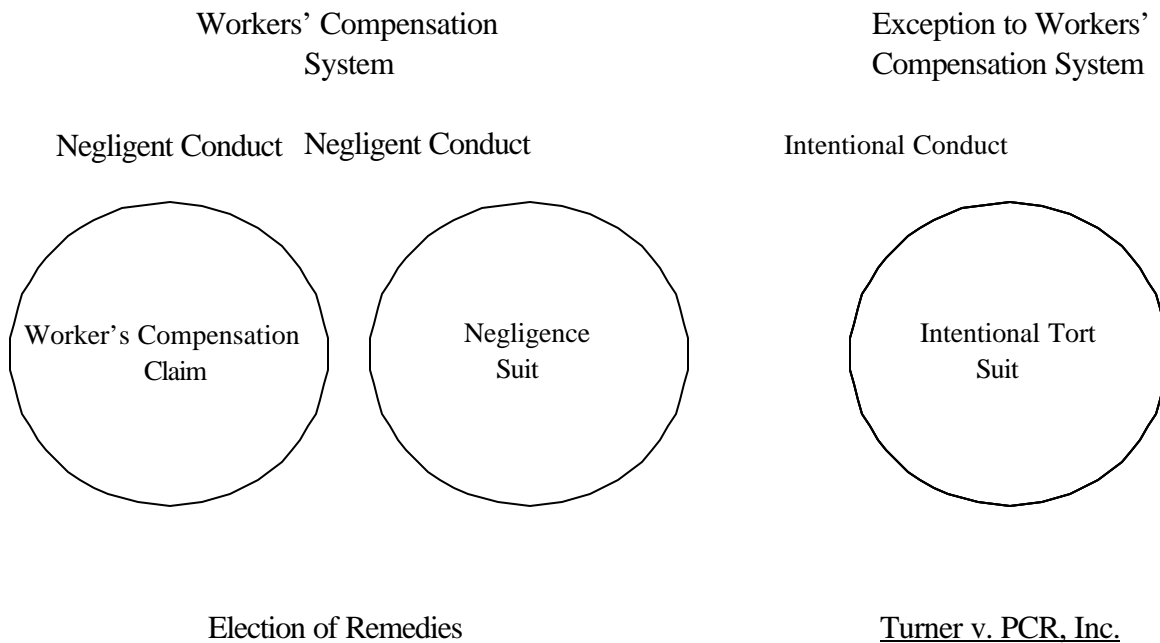 Workers’ Compensation
System
Exception to Workers’
Compensation System
Negligent Conduct
Negligent Conduct
Intentional Conduct
Worker’s Compensation
Claim
Negligence
Suit
Intentional Tort
Suit
Election of Remedies
Turner v. PCR, Inc.